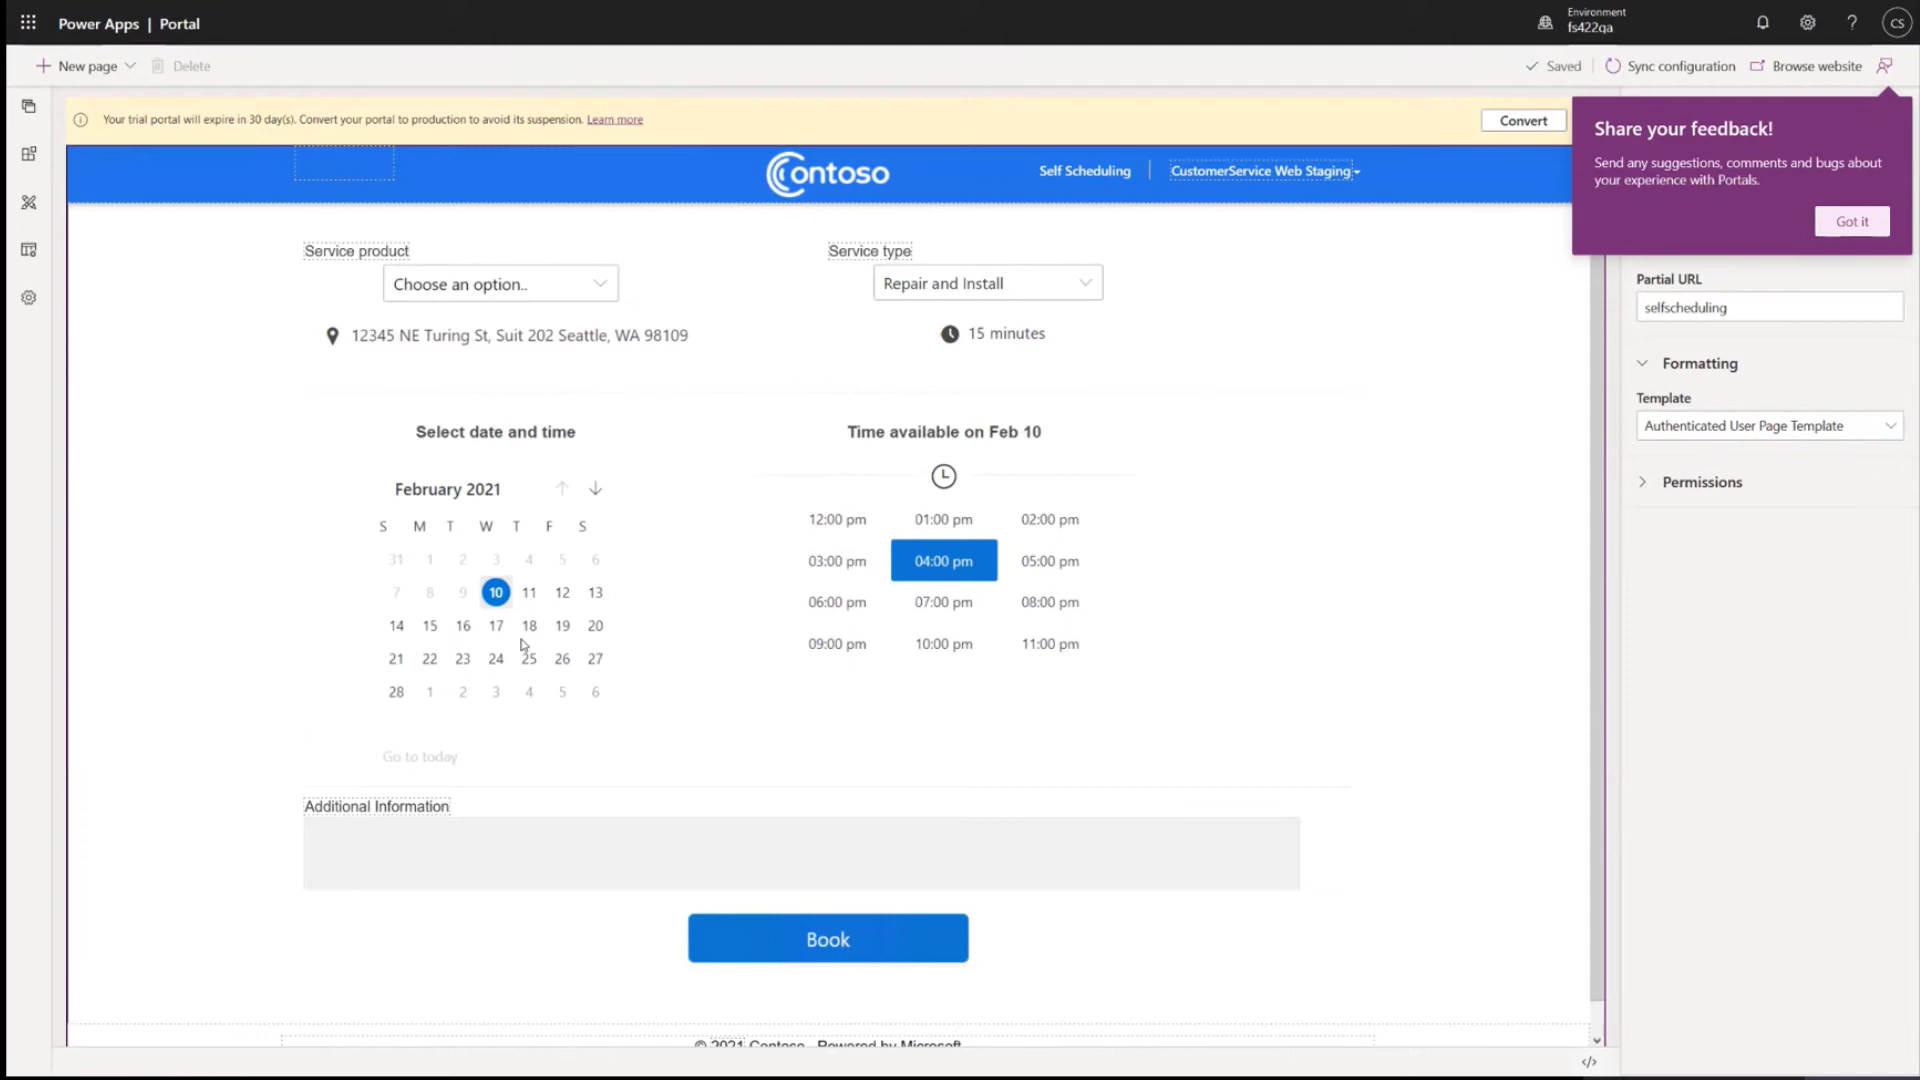 Power Apps | Portal
Environment
fs422qa
CS
New page
Delete
Saved
Sync configuration
Browse website
Your trial portal will expire in 30 day(s). Convert your portal to production to avoid its suspension. Learn more
Convert
Share your feedback!
Send any suggestions, comments and bugs about
your experience with Portals.
Got it
Contoso
Self Scheduling
CustomerService Web Staging
Service product
Choose an option..
Service type
Repair and Install
12345 NE Turing St, Suit 202 Seattle, WA 98109
15 minutes
Select date and time
February 2021
S M T W T F S
31 1 2 3 4 5 6
7 8 9 10 11 12 13
14 15 16 17 18 19 20
21 22 23 24 25 26 27
28 1 2 3 4 5 6
Go to today
Time available on Feb 10
12:00 pm 01:00 pm 02:00 pm
03:00 pm 04:00 pm 05:00 pm
06:00 pm 07:00 pm 08:00 pm
09:00 pm 10:00 pm 11:00 pm
Additional Information
Book
© 2021 Contoso - Powered by Microsoft
Partial URL
selfscheduling
Formatting
Template
Authenticated User Page Template
Permissions